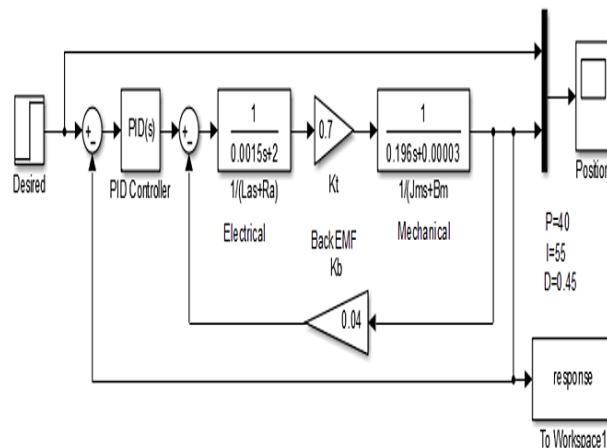 Desired
+
-
PID(s)
PID Controller
+
-
1
0.0015s+2
1/(Las+Ra)
Electrical
0.7
Kt
1
0.196s+0.00003
1/(Jms+Bm
Mechanical
Position
Back EMF
Kb
0.04
P=40
I=55
D=0.45
response
To Workspace1